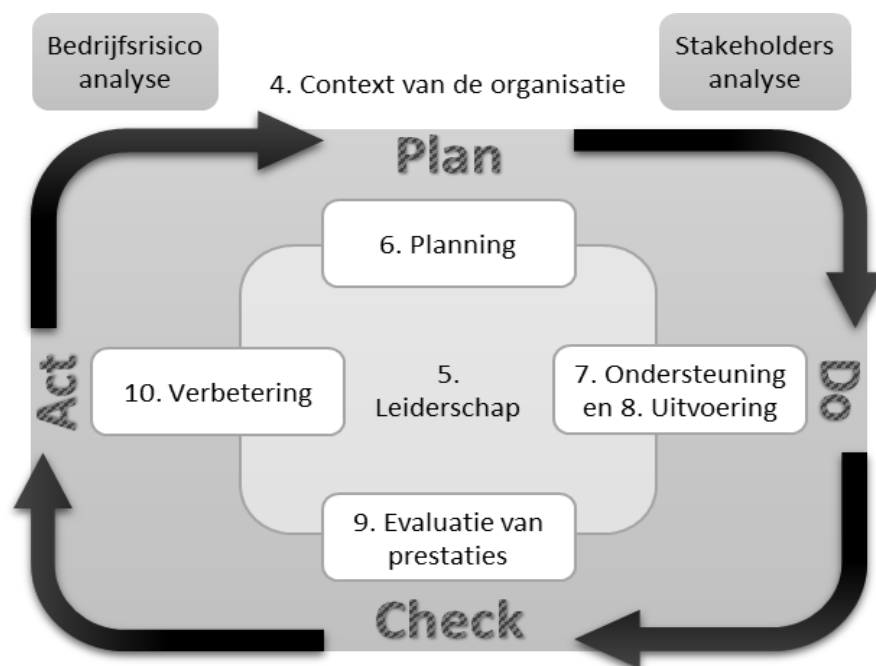 Bedrijfsrisico
analyse
Stakeholders
analyse
4. Context van de organisatie
Plan
6. Planning
Act
10. Verbetering
5.
Leiderschap
7. Ondersteuning
en 8. Uitvoering
Do
9. Evaluatie van
prestaties
Check